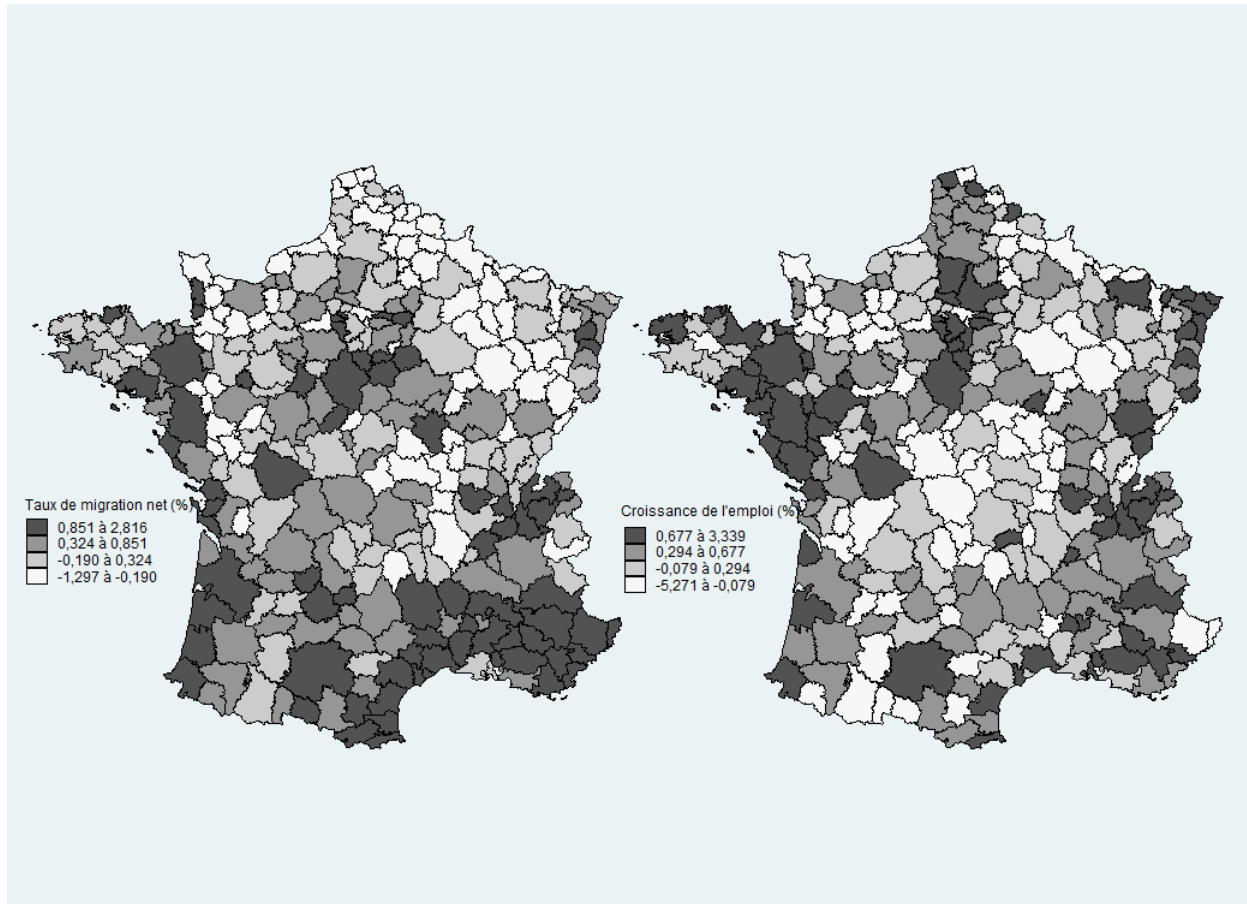 Taux de migration net (%)
0,851 à 2,816
0,324 à 0,851
-0,190 à 0,324
-1,297 à -0,190
Croissance de l'emploi (%)
0,677 à 3,339
0,294 à 0,677
-0,079 à 0,294
-5,271 à -0,079